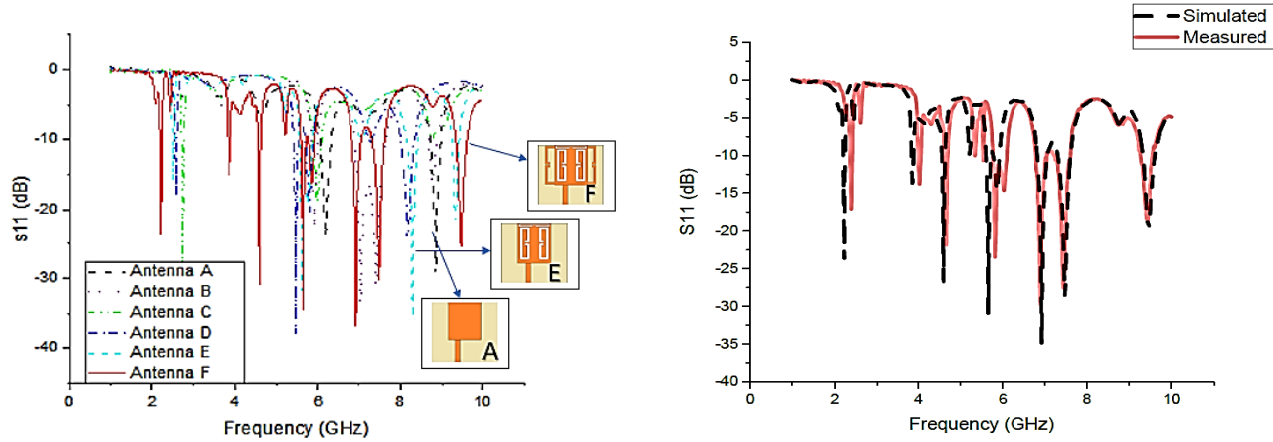 s11 (dB)
0
-10
-20
-30
-40
Antenna A
Antenna B
Antenna C
Antenna D
Antenna E
Antenna F
F
E
A
0
2
4
6
8
10
Frequency (GHz)
Simulated
Measured
S11 (dB)
5
0
-5
-10
-15
-20
-25
-30
-35
-40
0
2
4
6
8
10
Frequency (GHz)